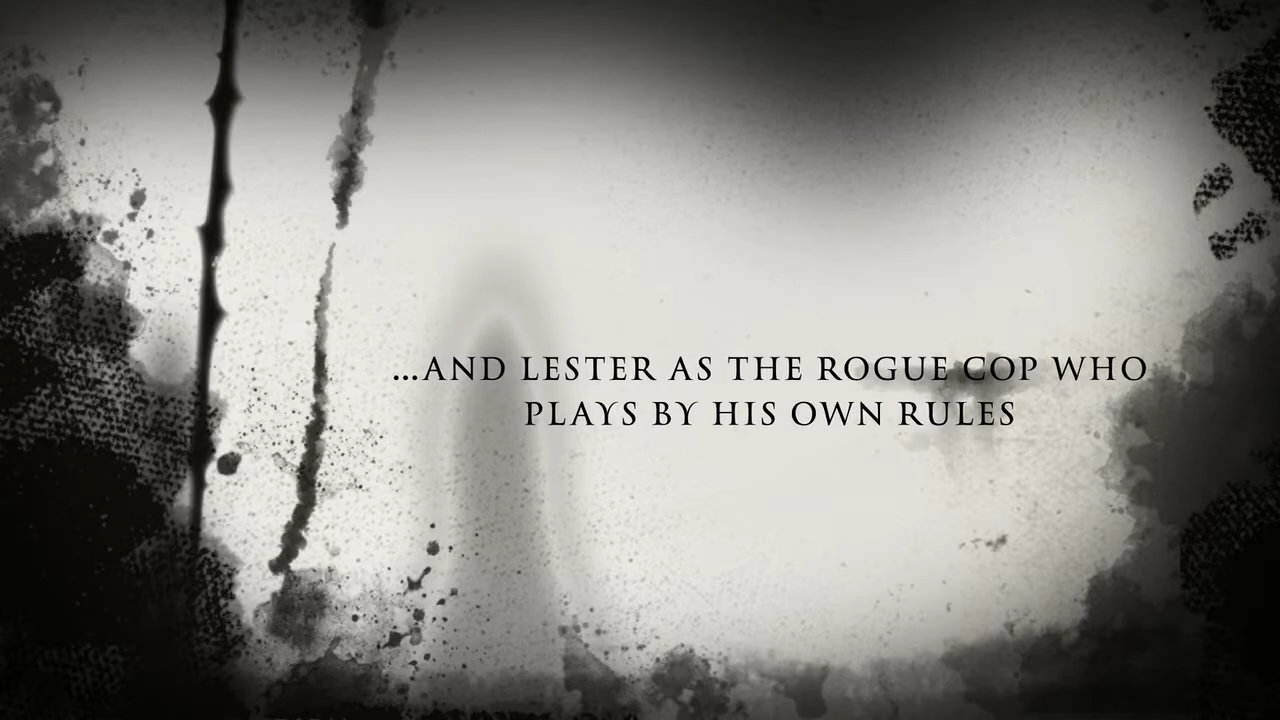 ...AND LESTER AS THE ROGUE COP WHO
PLAYS BY HIS OWN RULES